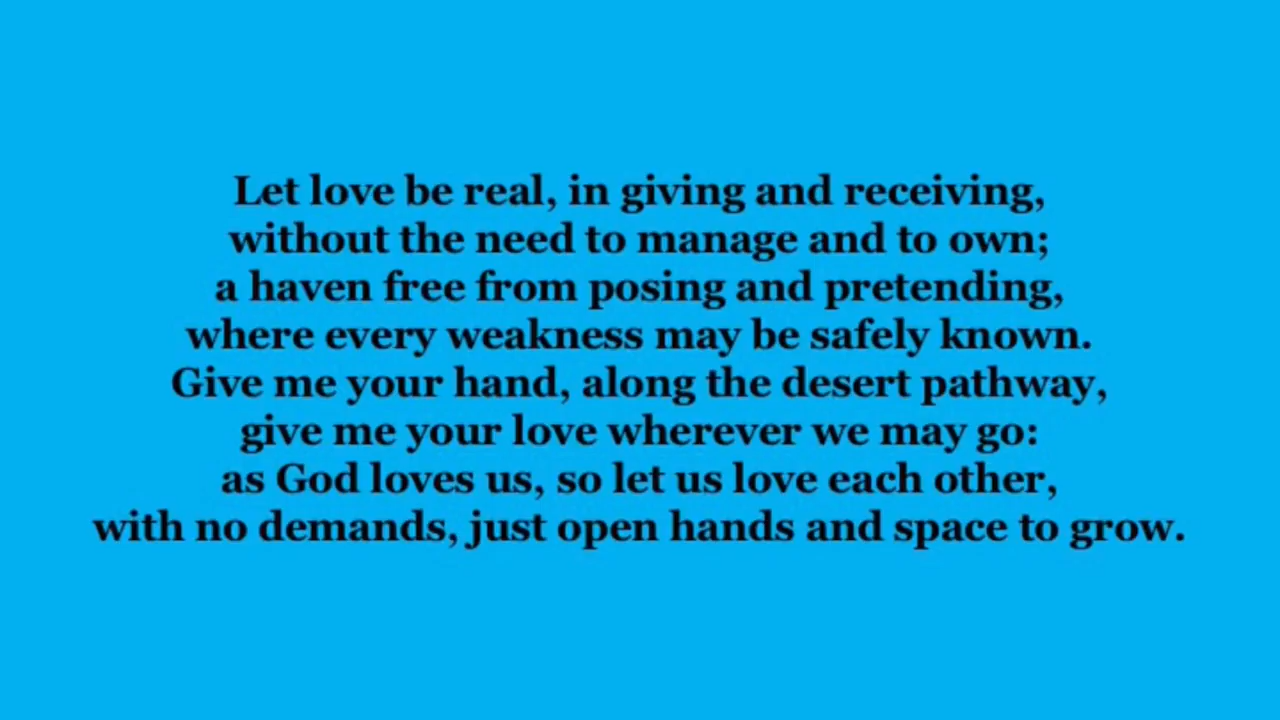 Let love be real, in giving and receiving,
without the need to manage and to own;
a haven free from posing and pretending,
where every weakness may be safely known.
Give me your hand, along the desert pathway,
give me your love wherever we may go:
as God loves us, so let us love each other,
with no demands, just open hands and space to grow.